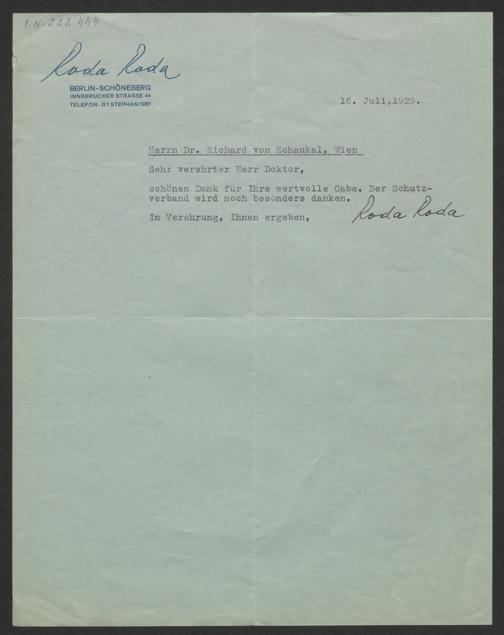 I.N. 222.444
Roda Roda
BERLIN-SCHÖNEBERG
INNSBRUCKER STRASSE 44
TELEFON: G1 STEPHAN 1937
16. Juli,1929.
Herrn Dr. Richard von Schaukal, Wien
Sehr verehrter Herr Doktor,
schönen Dank für Ihre wertvolle Gabe. Der Schutz-
verband wird noch besonders danken.
In Verehrung, Ihnen ergeben,
Roda Roda